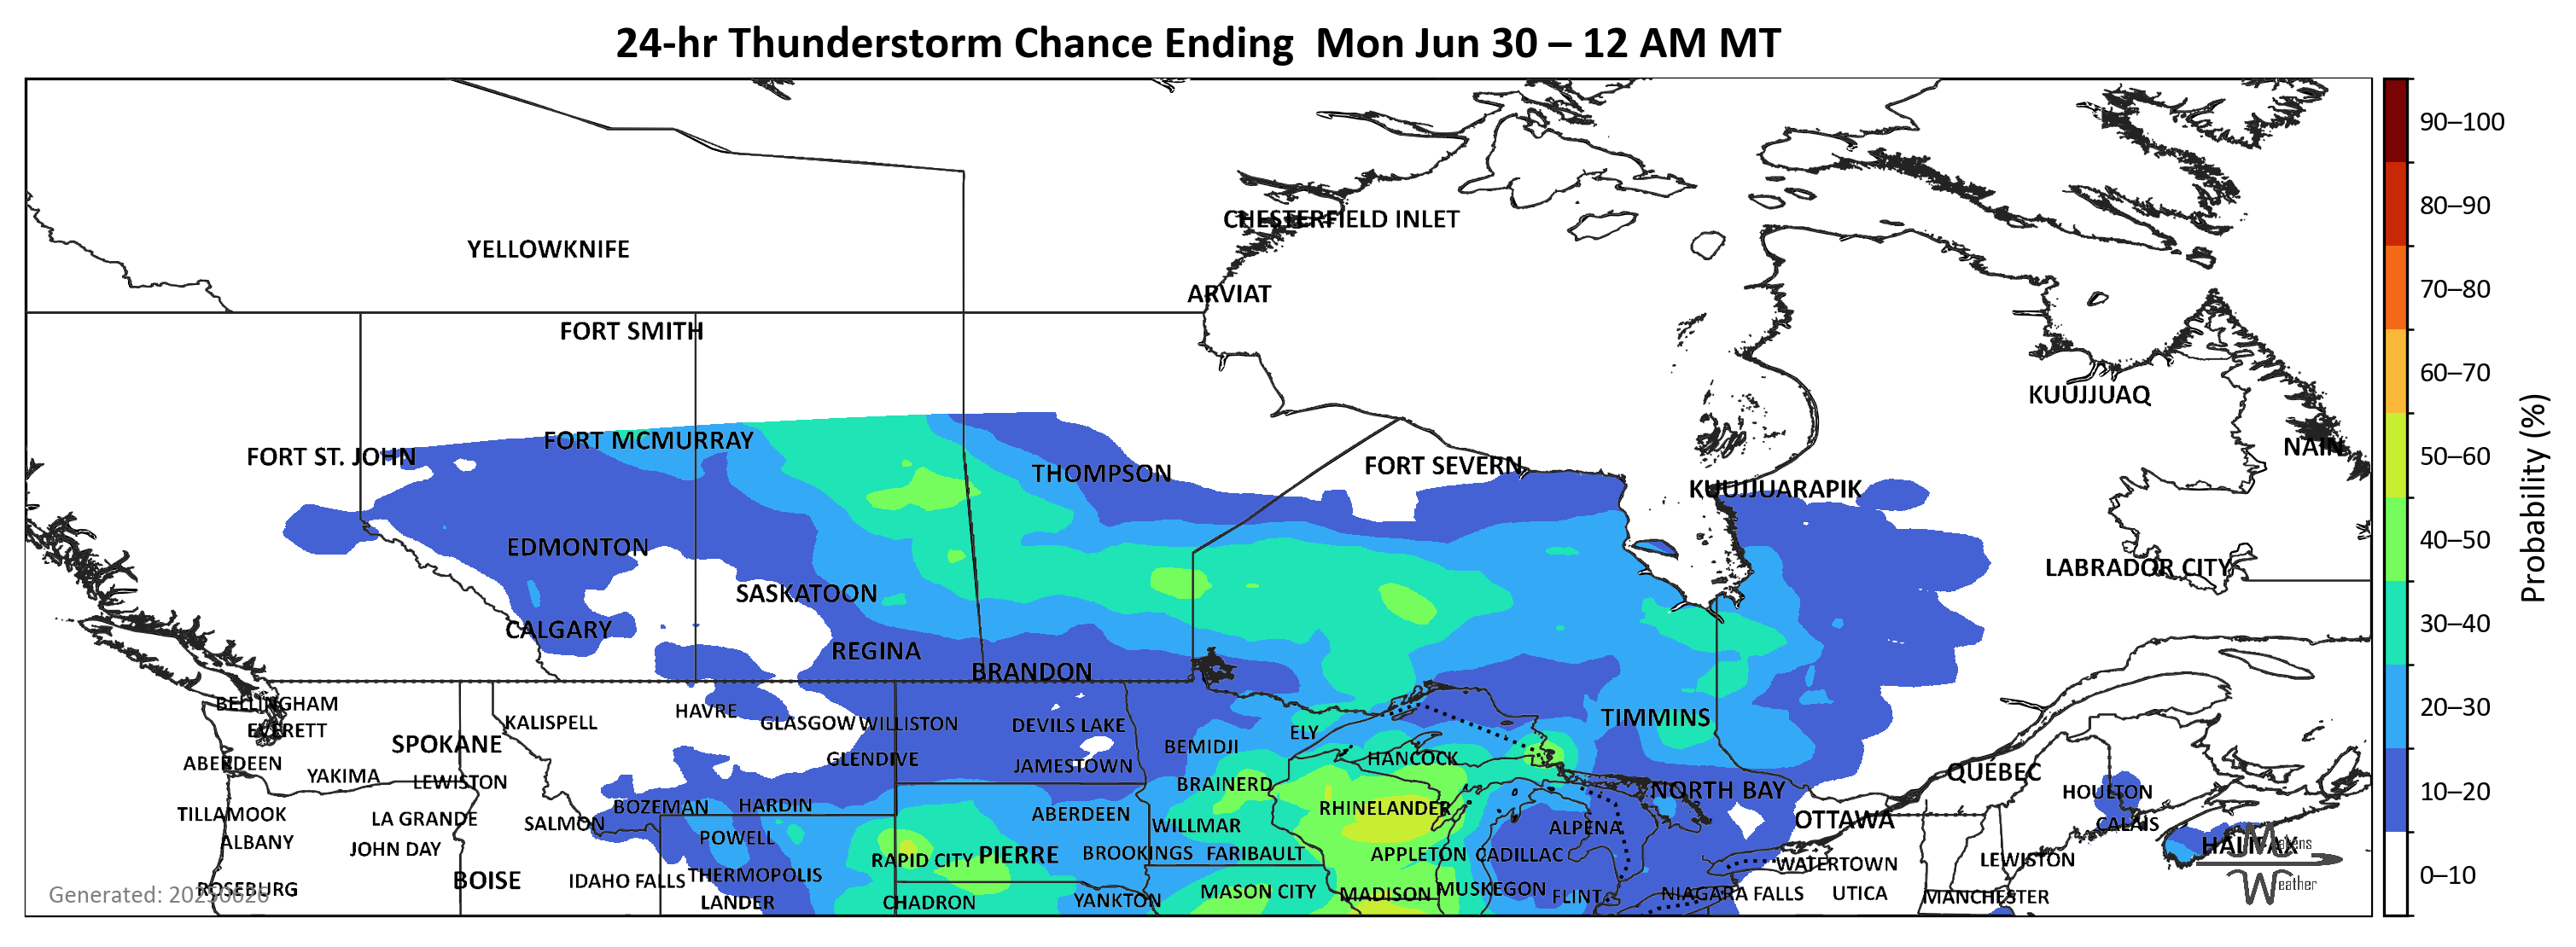 24-hr Thunderstorm Chance Ending  Mon Jun 30 – 12 AM MT
90–100
80–90
70–80
60–70
50–60
40–50
30–40
20–30
10–20
0–10
Probability (%)
CHESTERFIELD INLET
YELLOWKNIFE
ARVIAT
FORT SMITH
KUUJJUAQ
FORT MCMURRAY
NAIN
FORT ST. JOHN
FORT SEVERN
THOMPSON
KUUJJUARAPIK
EDMONTON
LABRADOR CITY
SASKATOON
CALGARY
REGINA
BRANDON
BELLINGHAM
HAVRE
TIMMINS
KALISPELL
GLASGOW
WILLISTON
DEVILS LAKE
EVERETT
ELY
SPOKANE
BEMIDJI
HANCOCK
GLENDIVE
ABERDEEN
JAMESTOWN
QUÉBEC
YAKIMA
LEWISTON
BRAINERD
NORTH BAY
HOULTON
BOZEMAN
HARDIN
RHINELANDER
TILLAMOOK
ABERDEEN
LA GRANDE
OTTAWA
SALMON
CALAIS
WILLMAR
ALPENA
POWELL
ALBANY
HALIFAX
JOHN DAY
BROOKINGS
FARIBAULT
APPLETON
CADILLAC
PIERRE
RAPID CITY
LEWISTON
WATERTOWN
THERMOPOLIS
BOISE
IDAHO FALLS
ROSEBURG
MUSKEGON
MASON CITY
MADISON
NIAGARA FALLS
UTICA
FLINT
MANCHESTER
YANKTON
LANDER
CHADRON
Generated: 20250626
Matens
Weather